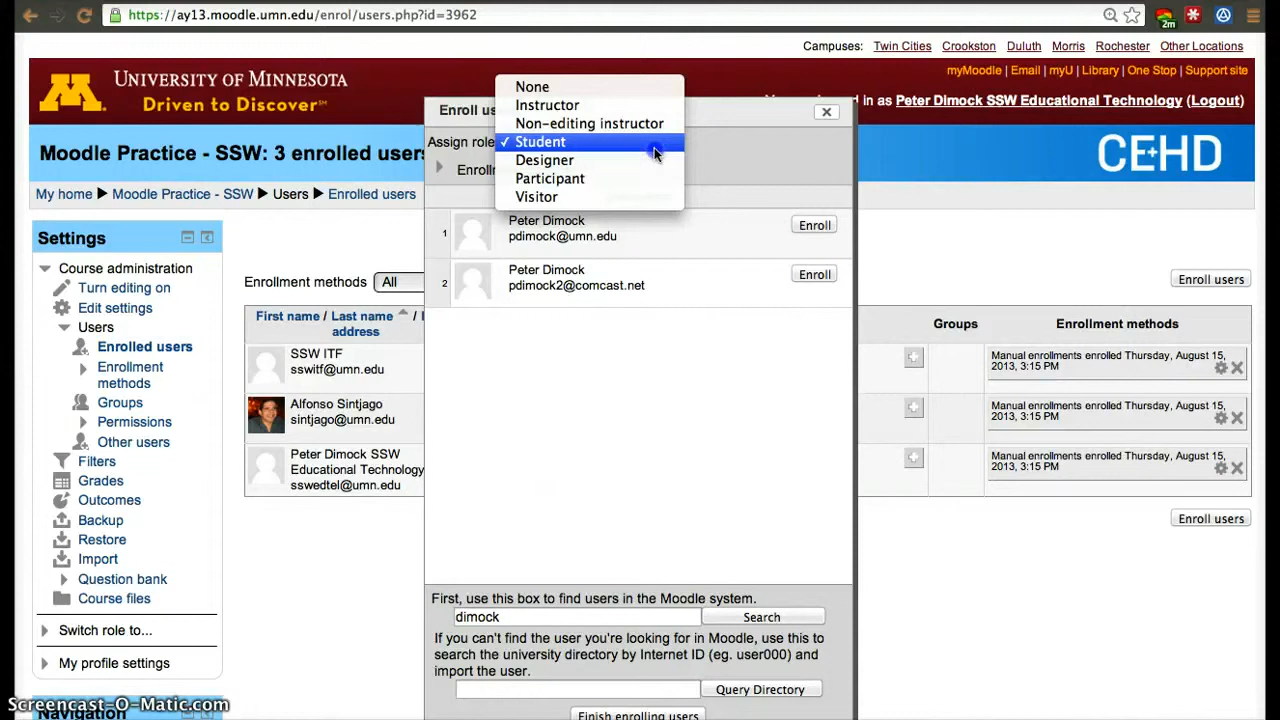 https://ay13.moodle.umn.edu/enrol/users.php?id=3962
2m
Campuses: Twin Cities Crookston Duluth Morris Rochester Other Locations
UNIVERSITY OF MINNESOTA
Driven to Discover℠
myMoodle | Email | myU | Library | One Stop | Support site
in as Peter Dimock SSW Educational Technology (Logout)
Moodle Practice - SSW: 3 enrolled users
CEHD
My home ▸ Moodle Practice - SSW ▸ Users ▸ Enrolled users
Settings
Course administration
Turn editing on
Edit settings
Users
Enrolled users
Enrollment
methods
Groups
Permissions
Other users
Filters
Grades
Outcomes
Backup
Restore
Import
Question bank
Course files
Switch role to...
My profile settings
Navigation
Enrollment methods All
First name / Last name /
address
SSW ITF
sswitf@umn.edu
Alfonso Sintjago
sintjago@umn.edu
Peter Dimock SSW
Educational Technology
sswedtel@umn.edu
Enroll
Assign role
None
Instructor
Non-editing instructor
✓ Student
Designer
Participant
Visitor
1
Peter Dimock
pdimock@umn.edu
Enroll
2
Peter Dimock
pdimock2@comcast.net
Enroll
First, use this box to find users in the Moodle system.
dimock
Search
If you can't find the user you're looking for in Moodle, use this to
search the university directory by Internet ID (eg. user000) and
import the user.
Query Directory
Finish enrolling users
Enroll users
Groups
Enrollment methods
Manual enrollments enrolled Thursday, August 15,
2013, 3:15 PM
Manual enrollments enrolled Thursday, August 15,
2013, 3:15 PM
Manual enrollments enrolled Thursday, August 15,
2013, 3:15 PM
Enroll users
Screencast-O-Matic.com